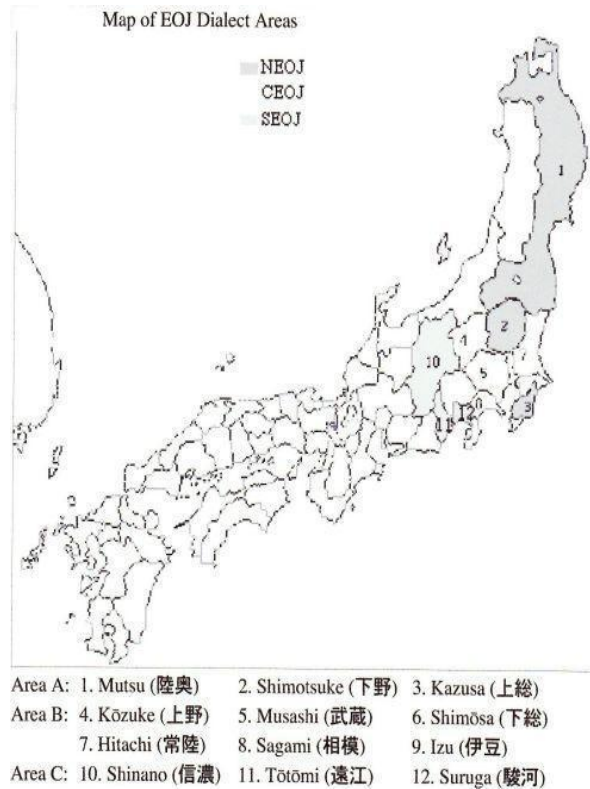 Map of EOJ Dialect Areas
NEOJ
CEOJ
SEOJ
1
2
4
10
5
8
12
11
3
Area A: 1. Mutsu (陸奥) 2. Shimotsuke (下野) 3. Kazusa (上総)
Area B: 4. Kōzuke (上野) 5. Musashi (武蔵) 6. Shimōsa (下総)
7. Hitachi (常陸) 8. Sagami (相模) 9. Izu (伊豆)
Area C: 10. Shinano (信濃) 11. Tōtōmi (遠江) 12. Suruga (駿河)